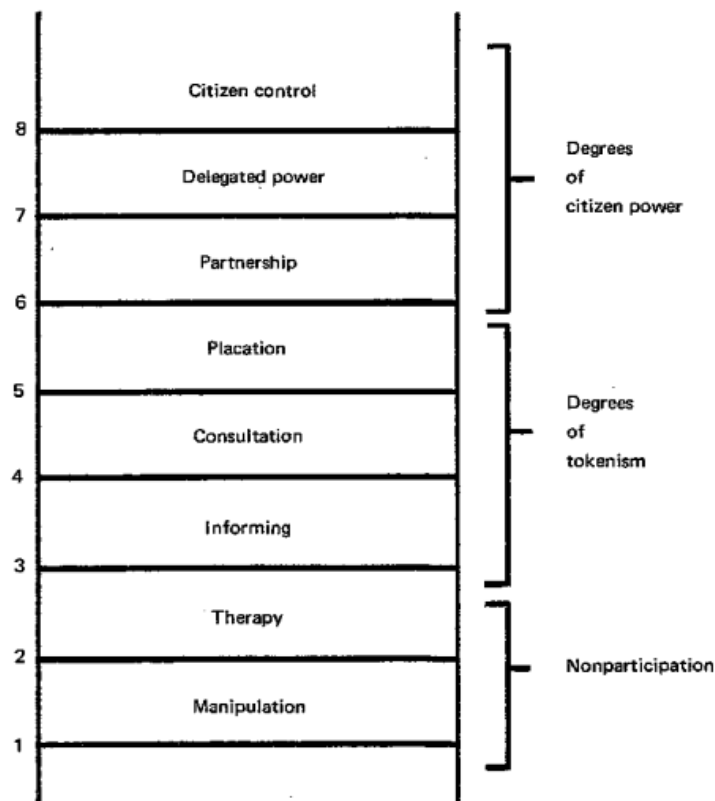 Citizen control
8
Delegated power
7
Partnership
6
Placation
5
Consultation
4
Informing
3
Therapy
2
Manipulation
1
Degrees
of
citizen power
Degrees
of
tokenism
Nonparticipation